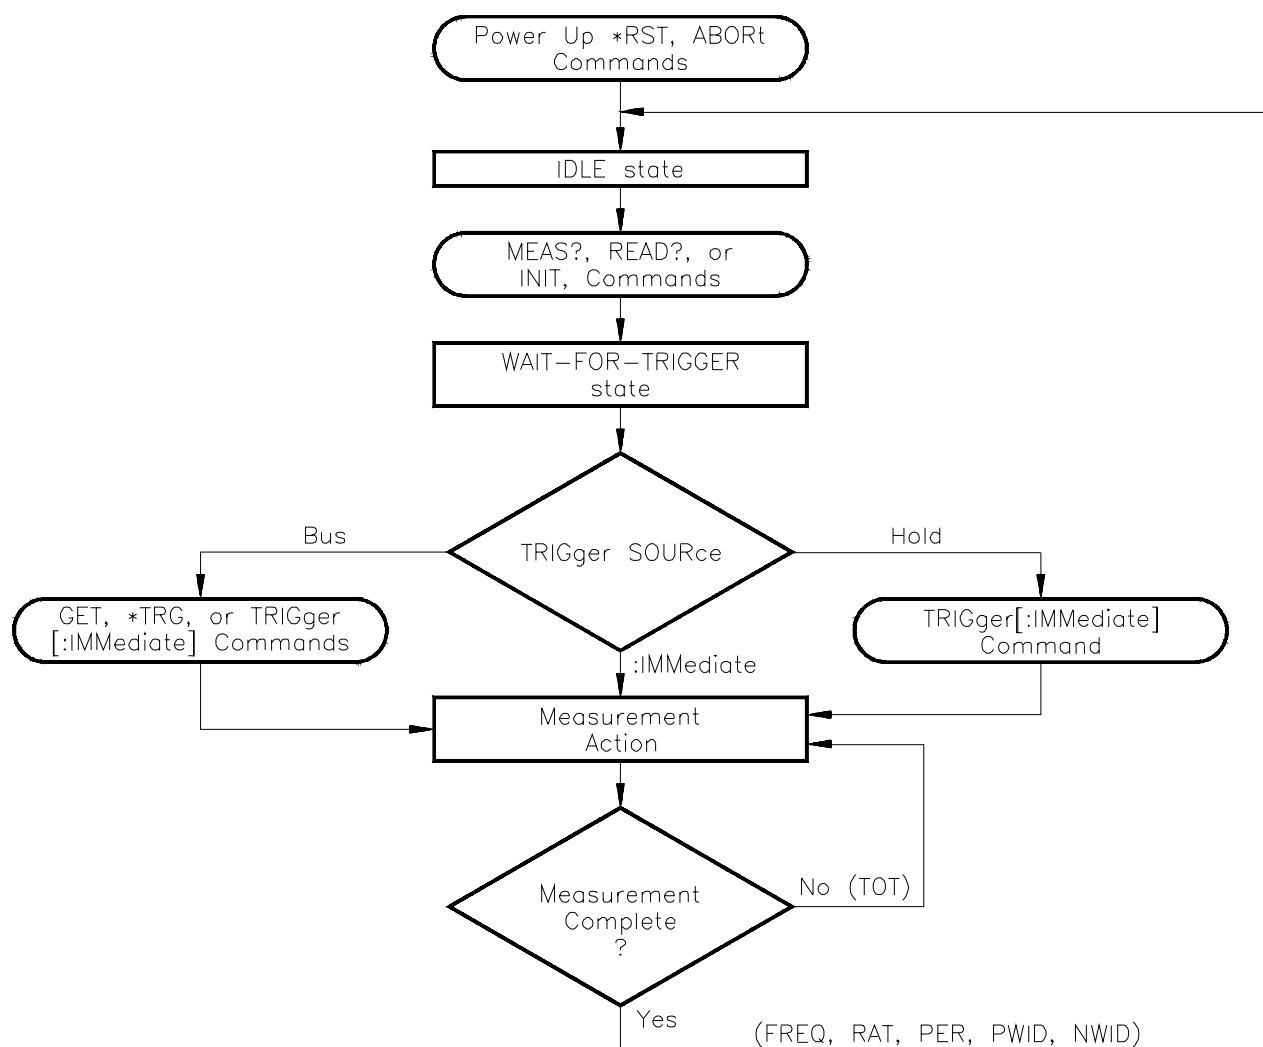 Power Up *RST, ABORt
Commands
IDLE state
MEAS?, READ?, or
INIT, Commands
WAIT-FOR-TRIGGER
state
TRIGger SOURce
Bus
Hold
GET, *TRG, or TRIGger
[:IMMediate] Commands
TRIGger[:IMMediate]
Command
:IMMediate
Measurement
Action
Measurement
Complete
?
No (TOT)
Yes
(FREQ, RAT, PER, PWID, NWID)